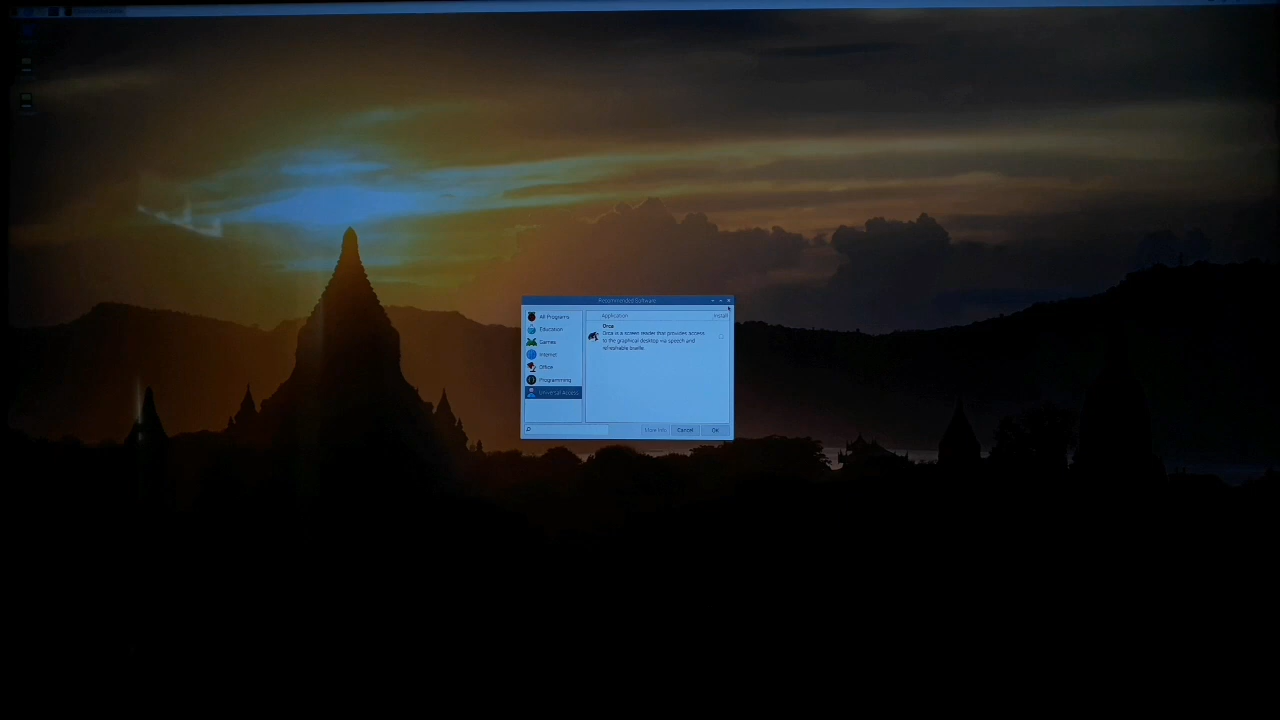 Recommended Software
Application
Install
All Programs
Education
Games
Internet
Office
Programming
Universal Access
Orca
Orca is a screen reader that provides access
to the graphical desktop via speech and
refreshable braille.
More Info
Cancel
OK